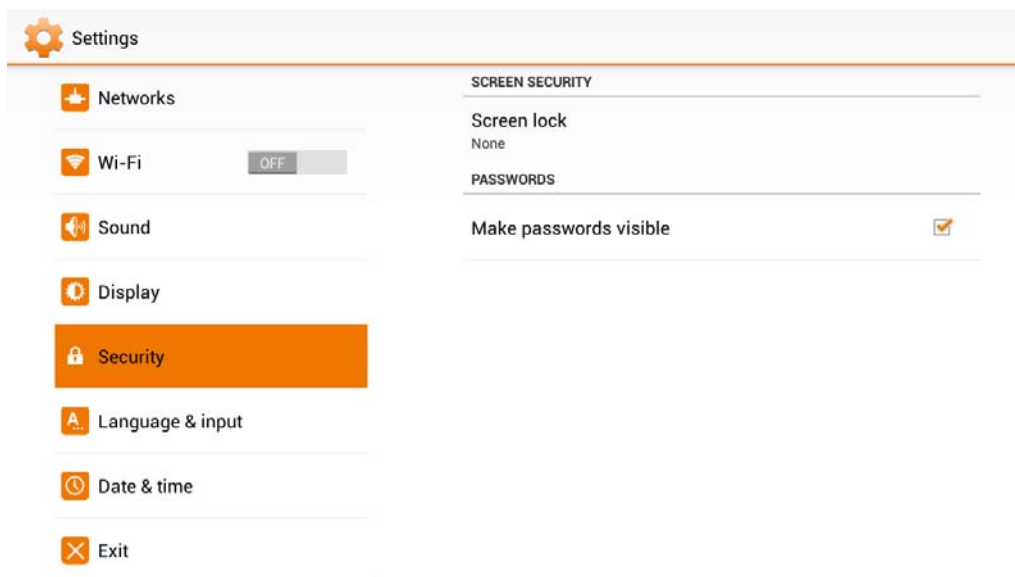 Settings
Networks
Wi-Fi
OFF
Sound
Display
Security
Language & input
Date & time
Exit
SCREEN SECURITY
Screen lock
None
PASSWORDS
Make passwords visible